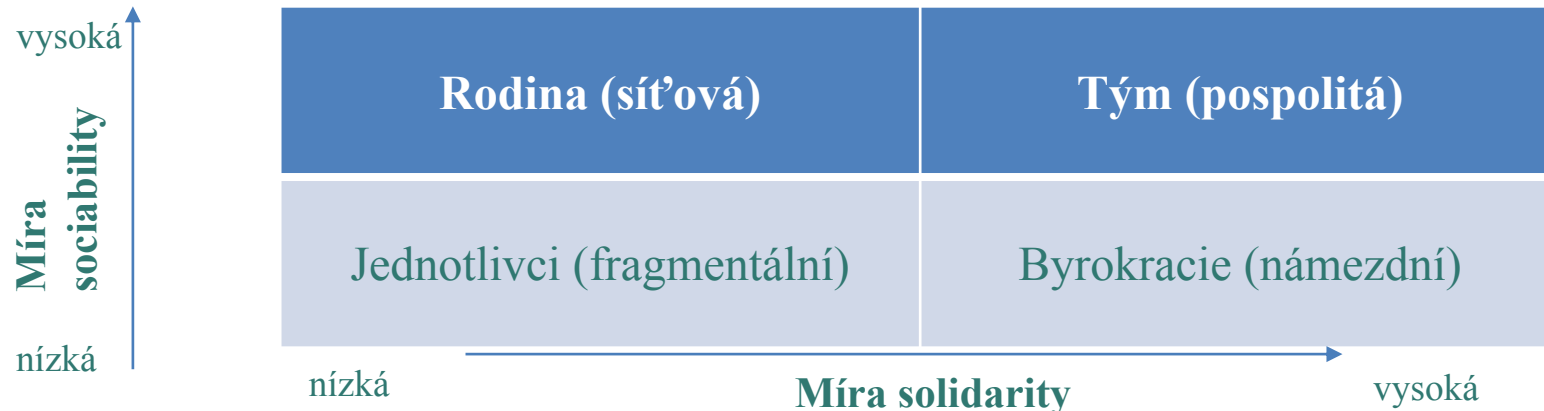 vysoká
Rodina (síťová)
Tým (pospolitá)
Míra
sociability
Jednotlivci (fragmentální)
Byrokracie (námezdní)
nízká
nízká
Míra solidarity
vysoká